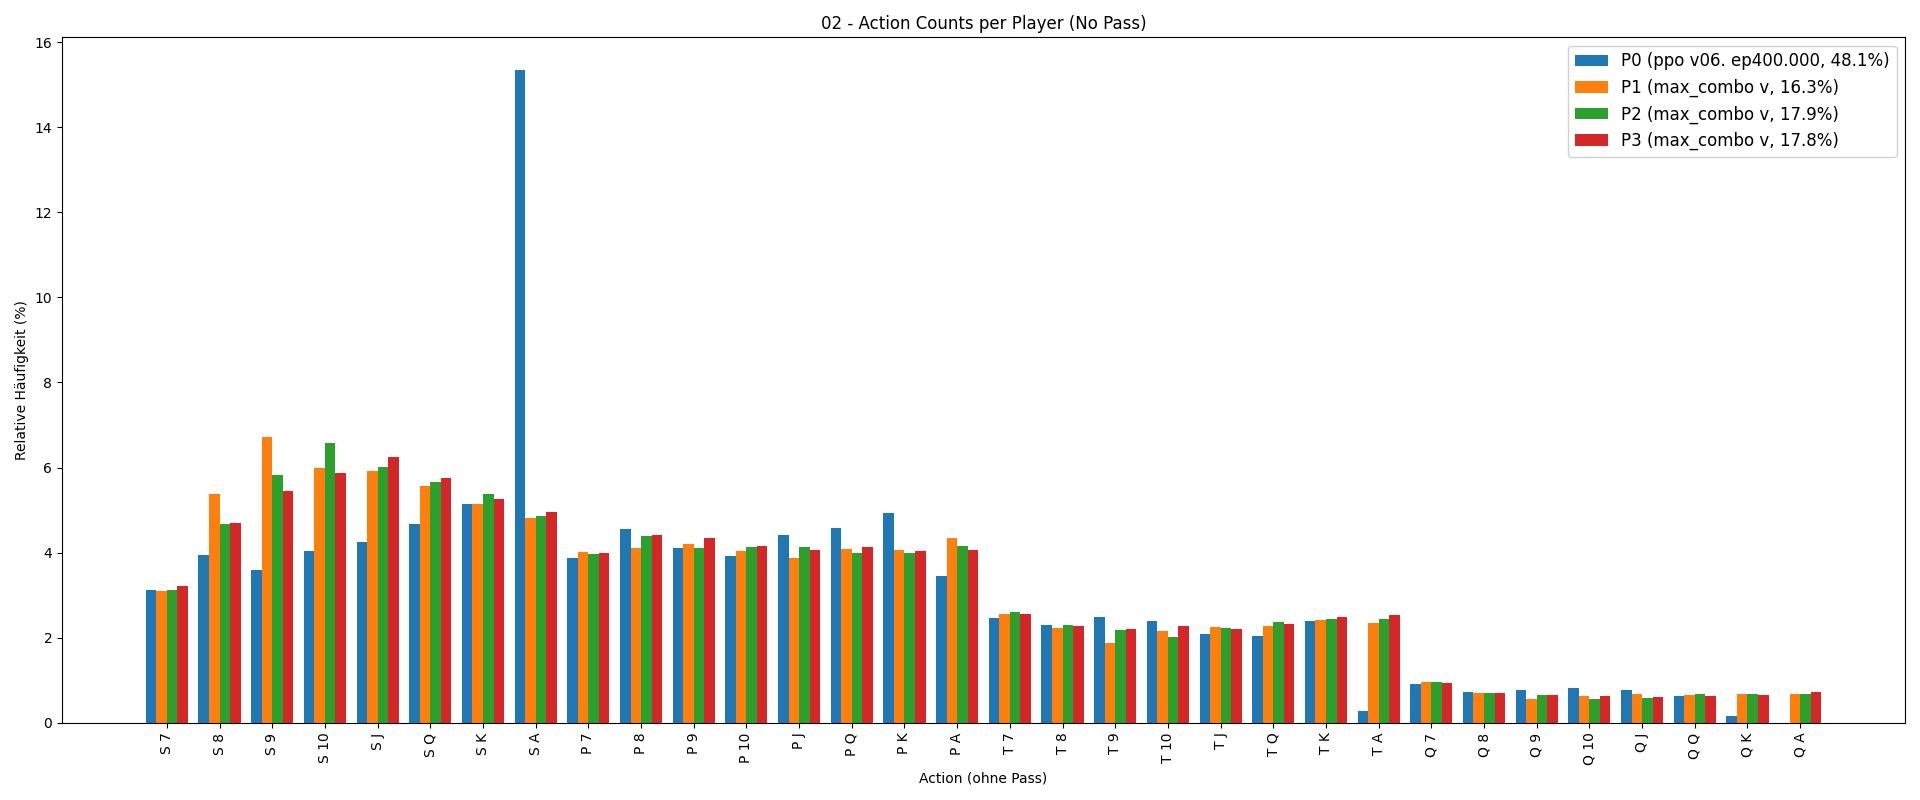 02 - Action Counts per Player (No Pass)
P0 (ppo v06. ep400.000, 48.1%)
P1 (max_combo v, 16.3%)
P2 (max_combo v, 17.9%)
P3 (max_combo v, 17.8%)
Relative Häufigkeit (%)
16
14
12
10
8
6
4
2
0
S 7
S 8
S 9
S 10
S J
S Q
S K
S A
P 7
P 8
P 9
P 10
P J
P Q
P K
P A
T 7
T 8
T 9
T 10
T J
T Q
T K
T A
Q 7
Q 8
Q 9
Q 10
Q J
Q Q
Q K
Q A
Action (ohne Pass)